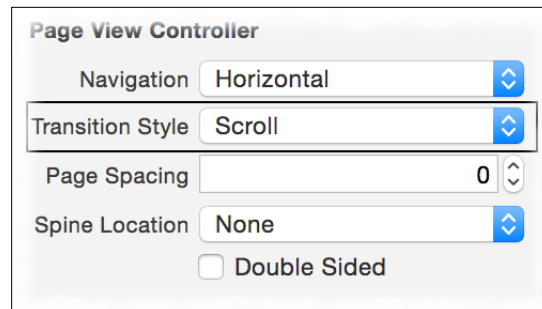 Page View Controller
Navigation Horizontal
Transition Style Scroll
Page Spacing 0
Spine Location None
Double Sided